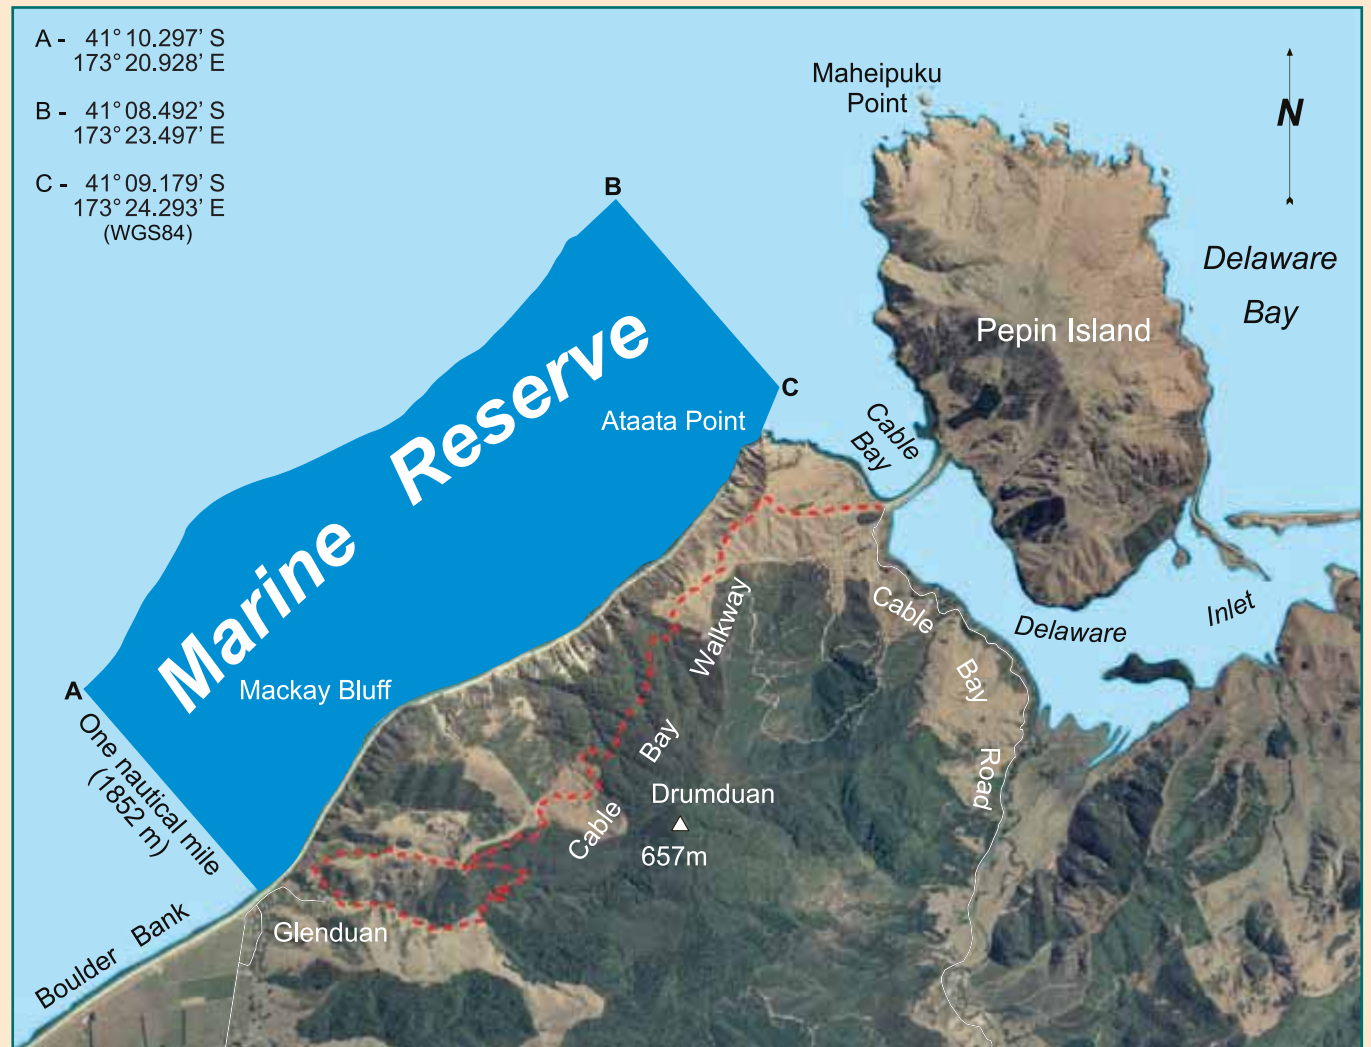 A - 41° 10.297' S
173° 20.928' E
B - 41° 08.492' S
173° 23.497' E
C - 41° 09.179' S
173° 24.293' E
(WGS84)
Maheipuku
Point
N
Delaware
Bay
B
Pepin Island
C
Marine Reserve
Ataata Point
Cable
Bay
A
Mackay Bluff
One nautical mile
(1852 m)
Cable Bay Walkway
Cable Bay Road
Delaware Inlet
Drumduan
657m
Glenduan
Boulder Bank